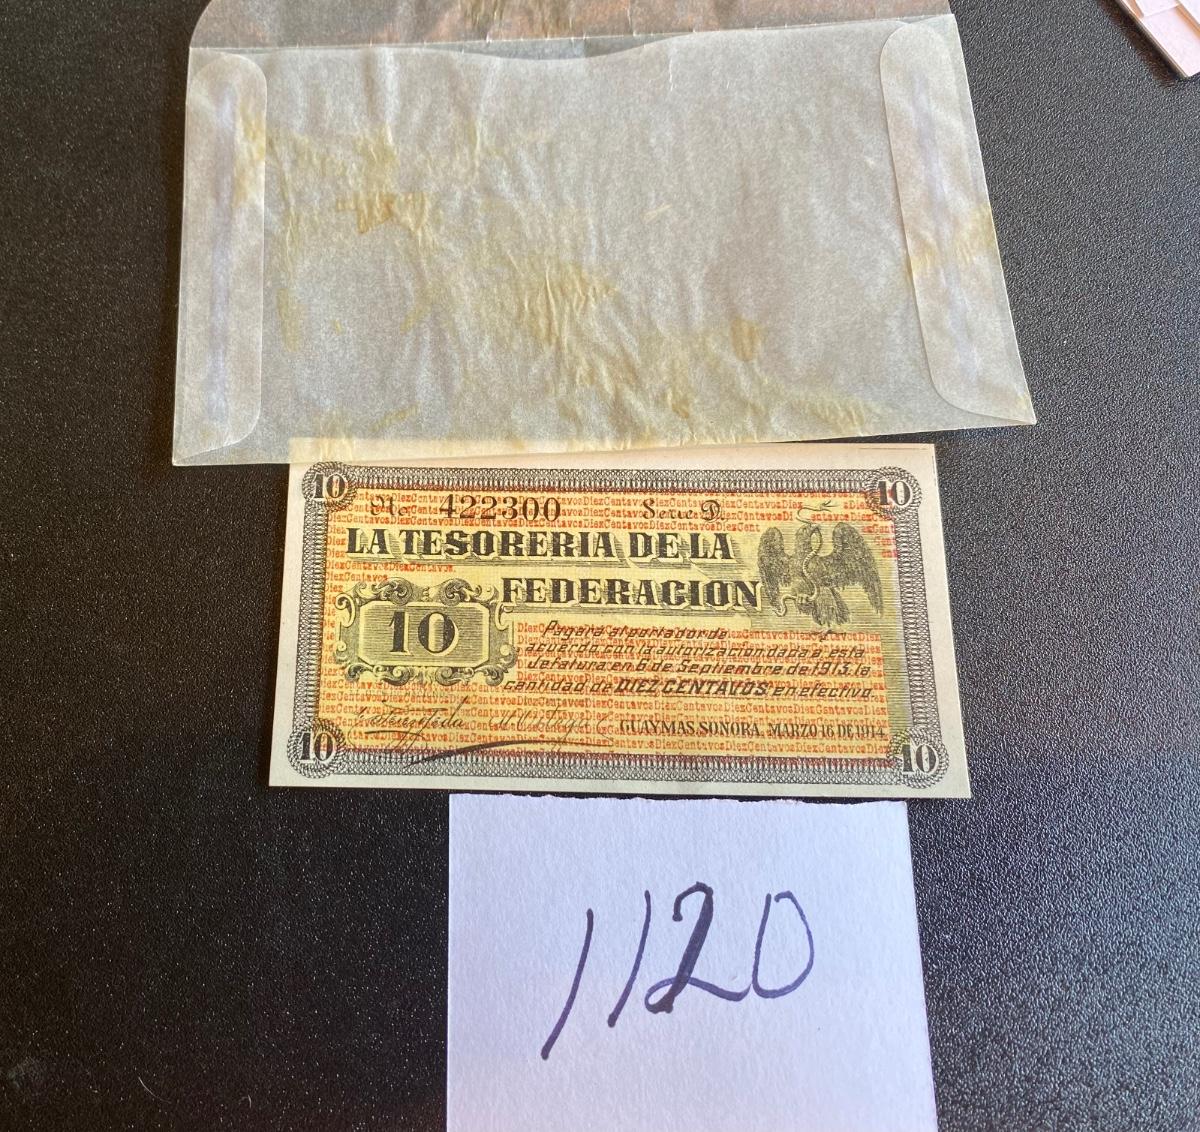 10 10
No 422300 Serie D.
LA TESORERIA DE LA
FEDERACION
10
Pagará al portador de
acuerdo con la autorizacion dada a esta
Jefatura en 6 de Septiembre de 1913. la
cantidad de DIEZ CENTAVOS, en efectivo.
GUAYMAS, SONORA, MARZO 16 DE 1914.
10 10
1120